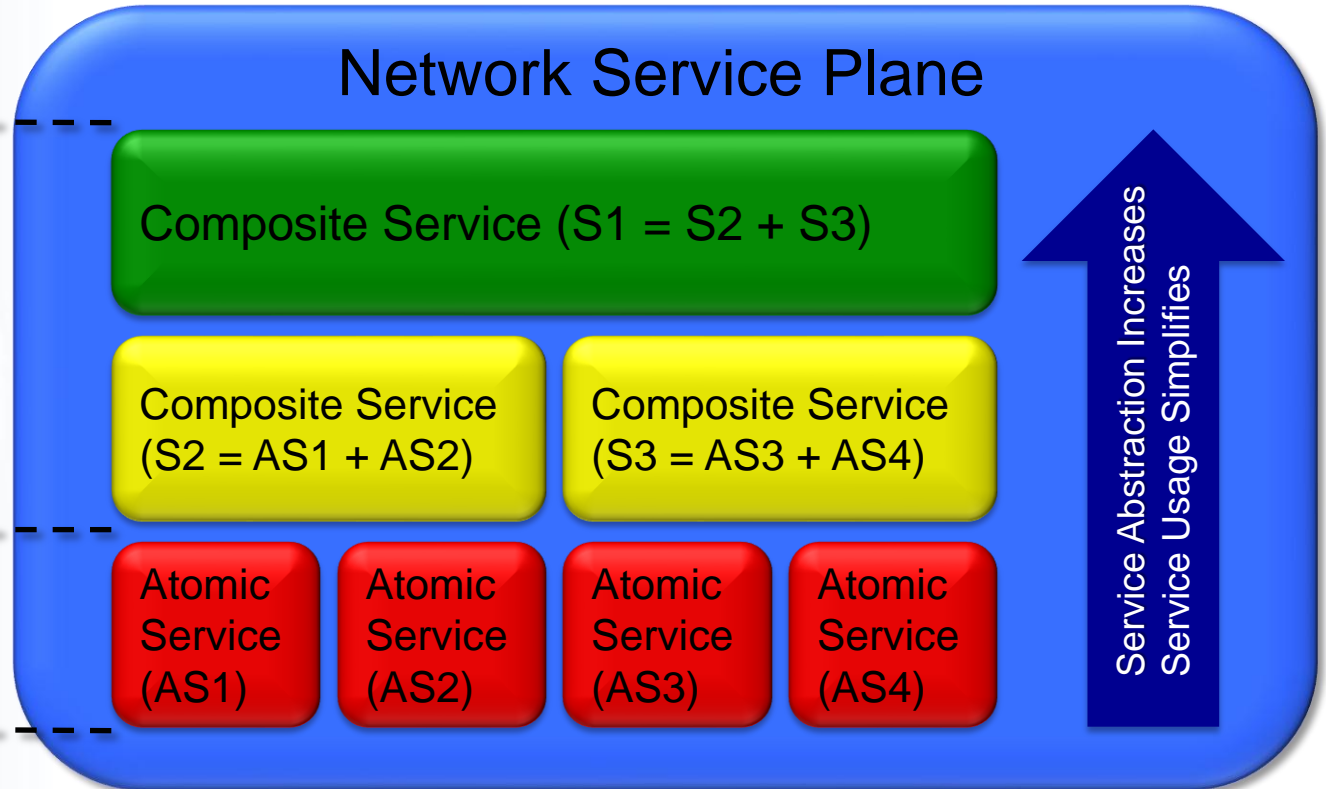 Network Service Plane
Composite Service (S1 = S2 + S3)
Composite Service
(S2 = AS1 + AS2)
Composite Service
(S3 = AS3 + AS4)
Atomic
Service
(AS1)
Atomic
Service
(AS2)
Atomic
Service
(AS3)
Atomic
Service
(AS4)
Service Abstraction Increases
Service Usage Simplifies